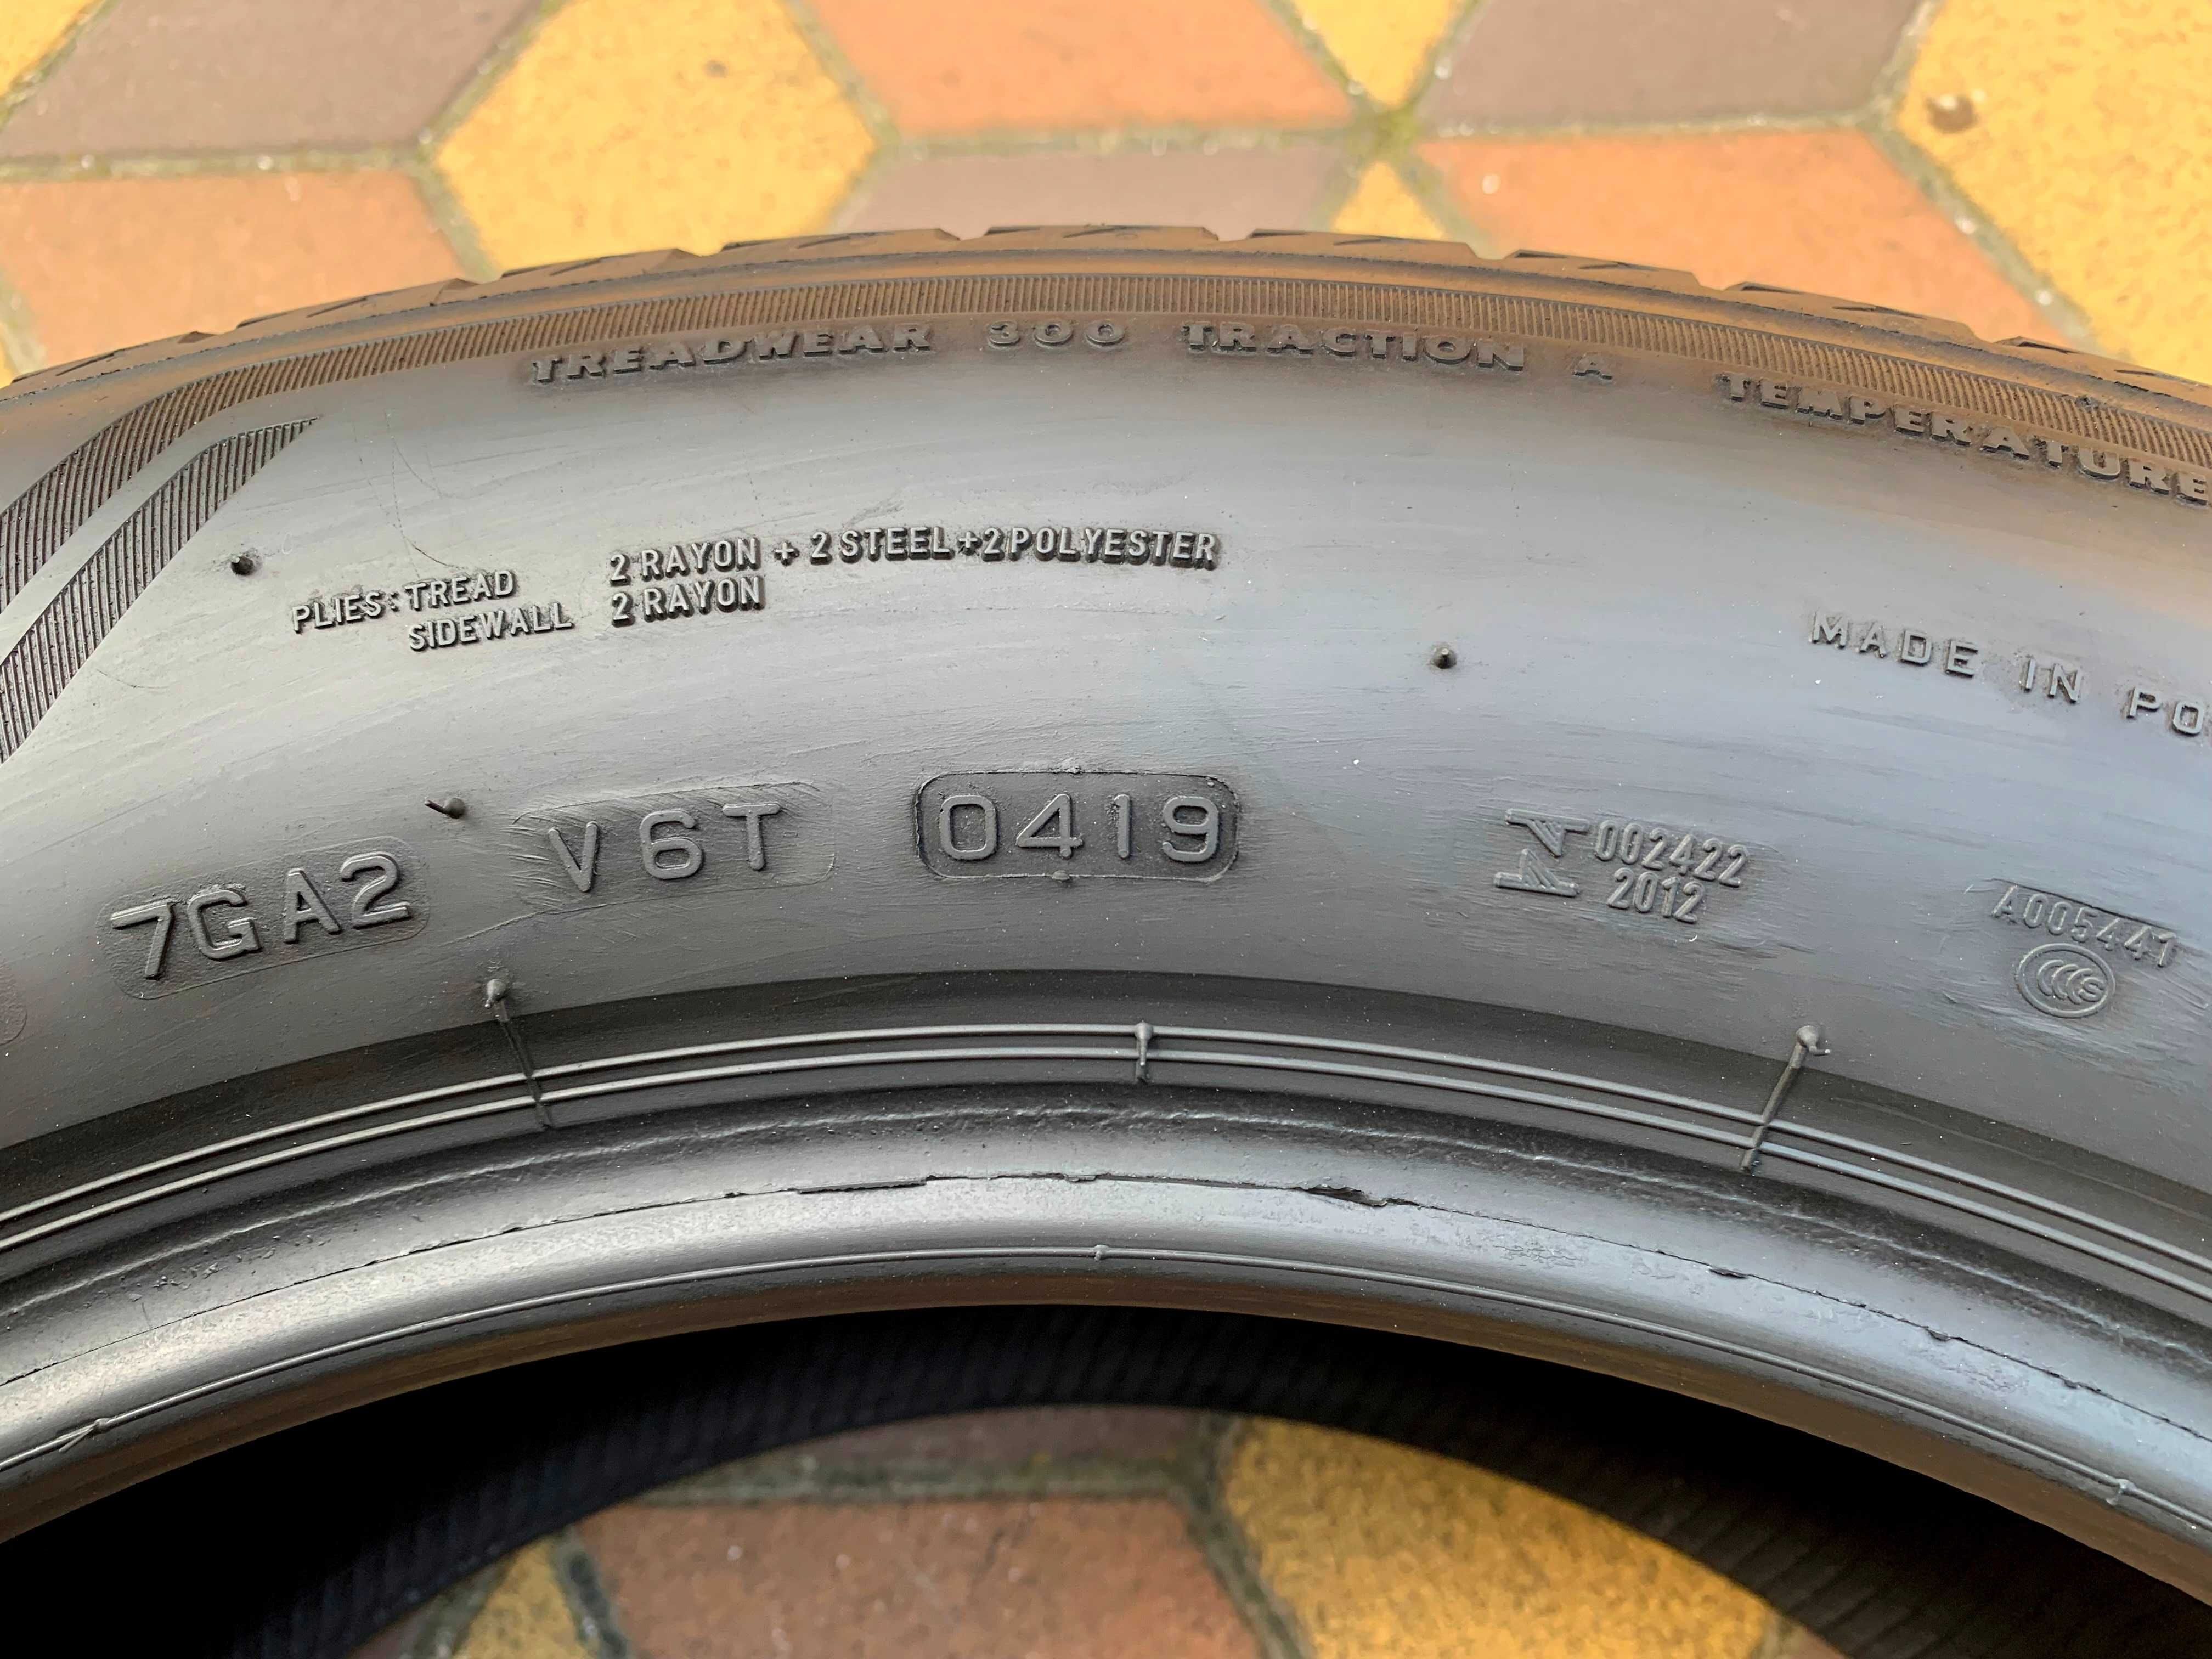 TREADWEAR 300 TRACTION A TEMPERATURE
PLIES: TREAD 2 RAYON + 2 STEEL + 2 POLYESTER
SIDEWALL 2 RAYON
MADE IN PO
7GA2 V6T 0419
002422
2012
A005441
CCCS